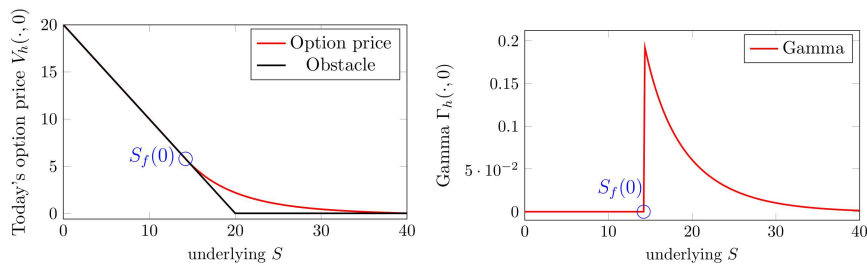 Today's option price V_h(·, 0)
20
15
10
5
0
Option price
Obstacle
S_f(0)
0
10
20
30
40
underlying S
Gamma Γ_h(·, 0)
0.2
0.15
0.1
5 · 10^{-2}
0
Gamma
S_f(0)
0
10
20
30
40
underlying S